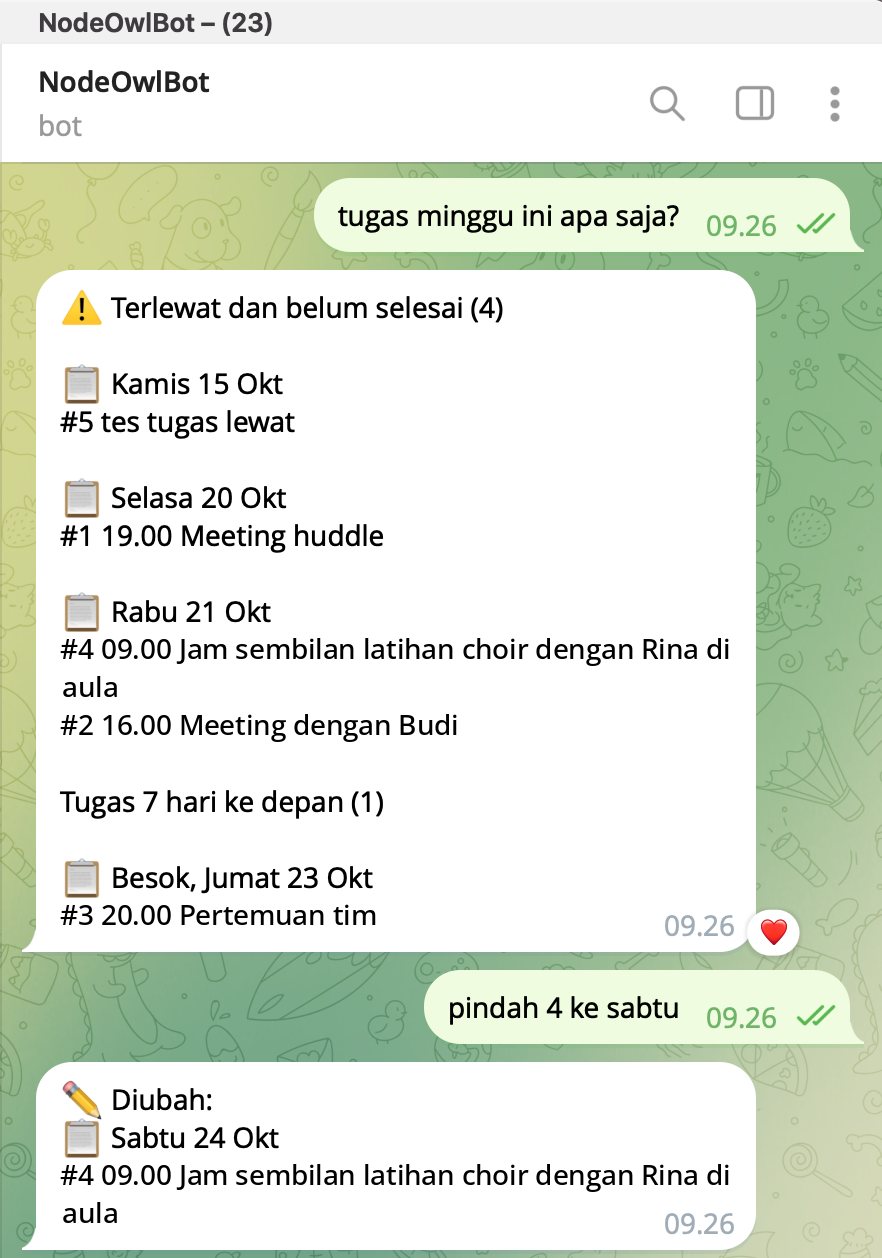 NodeOwlBot – (23)
NodeOwlBot
bot
tugas minggu ini apa saja? 09.26
⚠️ Terlewat dan belum selesai (4)
📋 Kamis 15 Okt
#5 tes tugas lewat
📋 Selasa 20 Okt
#1 19.00 Meeting huddle
📋 Rabu 21 Okt
#4 09.00 Jam sembilan latihan choir dengan Rina di
aula
#2 16.00 Meeting dengan Budi
Tugas 7 hari ke depan (1)
📋 Besok, Jumat 23 Okt
#3 20.00 Pertemuan tim
09.26
pindah 4 ke sabtu 09.26
✏️ Diubah:
📋 Sabtu 24 Okt
#4 09.00 Jam sembilan latihan choir dengan Rina di
aula
09.26